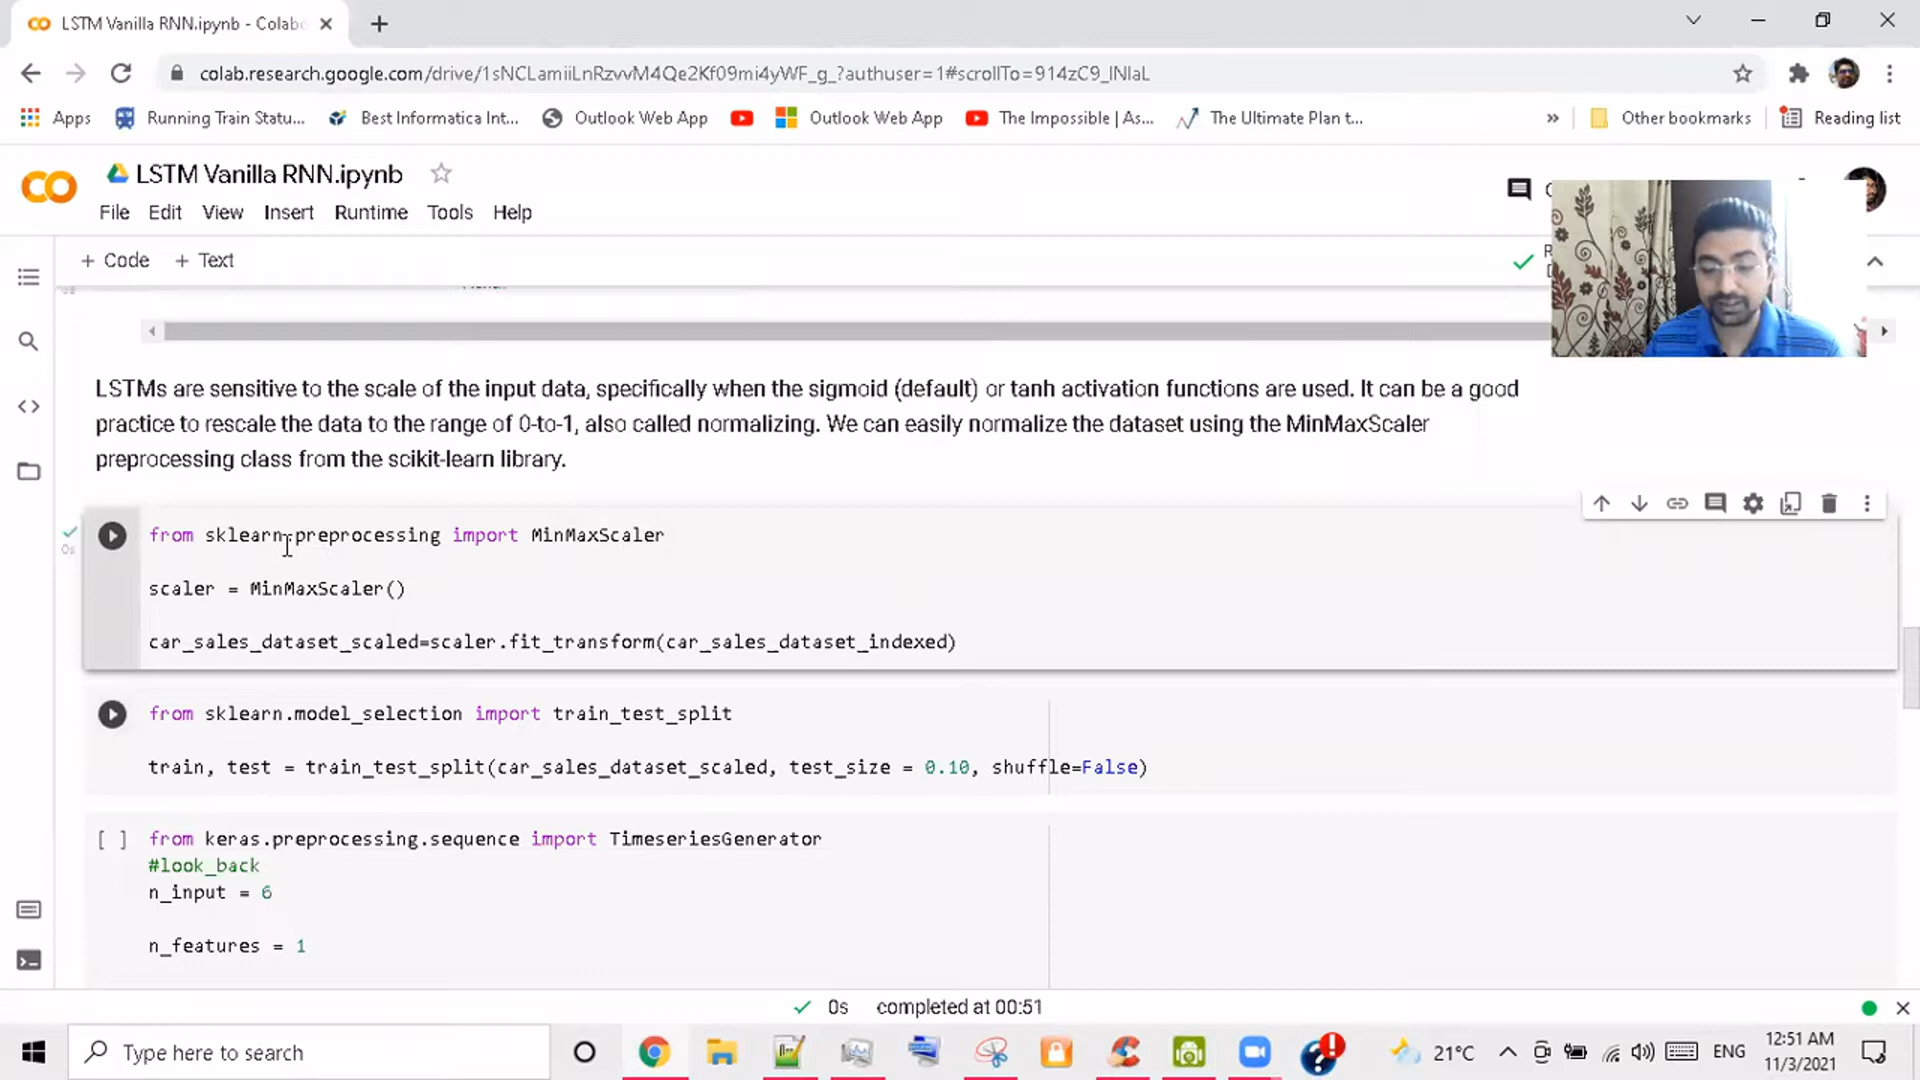 LSTM Vanilla RNN.ipynb - Colabo
colab.research.google.com/drive/1sNCLamiiLnRzvvM4Qe2Kf09mi4yWF_g_?authuser=1#scrollTo=914zC9_lNIaL
Apps Running Train Statu... Best Informatica Int... Outlook Web App Outlook Web App The Impossible | As... The Ultimate Plan t... » Other bookmarks Reading list
LSTM Vanilla RNN.ipynb
File Edit View Insert Runtime Tools Help
+ Code + Text
LSTMs are sensitive to the scale of the input data, specifically when the sigmoid (default) or tanh activation functions are used. It can be a good
practice to rescale the data to the range of 0-to-1, also called normalizing. We can easily normalize the dataset using the MinMaxScaler
preprocessing class from the scikit-learn library.
from sklearn.preprocessing import MinMaxScaler
0s
scaler = MinMaxScaler()
car_sales_dataset_scaled=scaler.fit_transform(car_sales_dataset_indexed)
from sklearn.model_selection import train_test_split
train, test = train_test_split(car_sales_dataset_scaled, test_size = 0.10, shuffle=False)
[ ] from keras.preprocessing.sequence import TimeseriesGenerator
#look_back
n_input = 6
n_features = 1
0s completed at 00:51
Type here to search
21°C
ENG
12:51 AM
11/3/2021